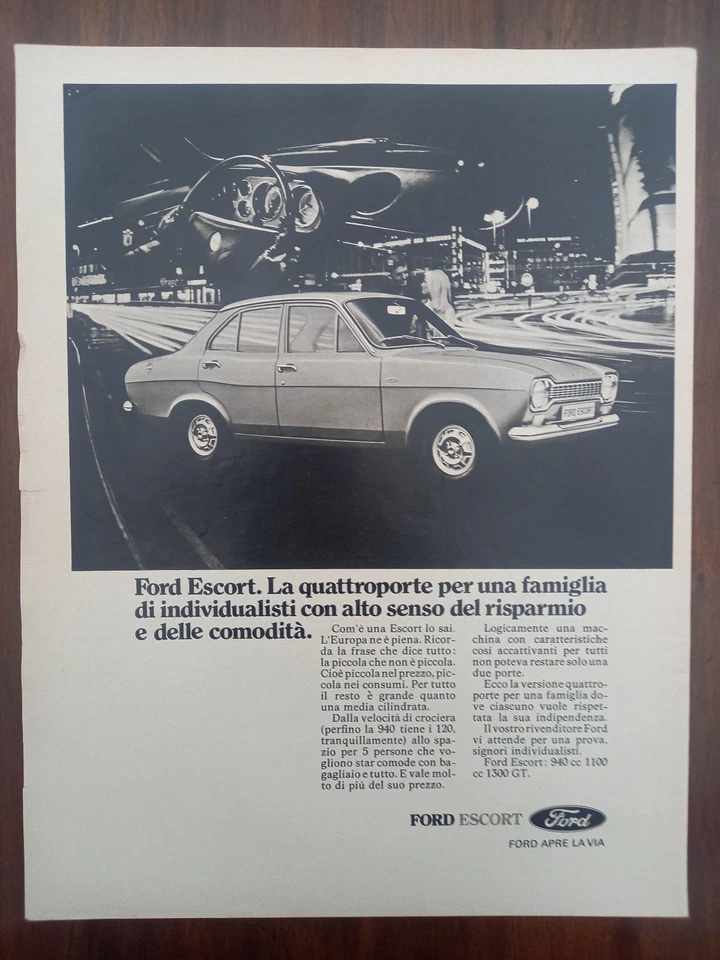 FORD ESCORT
Ford Escort. La quattroporte per una famiglia
di individualisti con alto senso del risparmio
e delle comodità.
Com'è una Escort lo sai.
L'Europa ne è piena. Ricor-
da la frase che dice tutto:
la piccola che non è piccola.
Cioè piccola nel prezzo, pic-
cola nei consumi. Per tutto
il resto è grande quanto
una media cilindrata.
Dalla velocità di crociera
(perfino la 940 tiene i 120,
tranquillamente) allo spa-
zio per 5 persone che vo-
gliono star comode con ba-
gagliaio e tutto. E vale mol-
to di più del suo prezzo.
Logicamente una mac-
china con caratteristiche
così accattivanti per tutti
non poteva restare solo una
due porte.
Ecco la versione quattro-
porte per una famiglia do-
ve ciascuno vuole rispet-
tata la sua indipendenza.
Il vostro rivenditore Ford
vi attende per una prova,
signori individualisti.
Ford Escort: 940 cc 1100
cc 1300 GT.
FORD ESCORT Ford
FORD APRE LA VIA